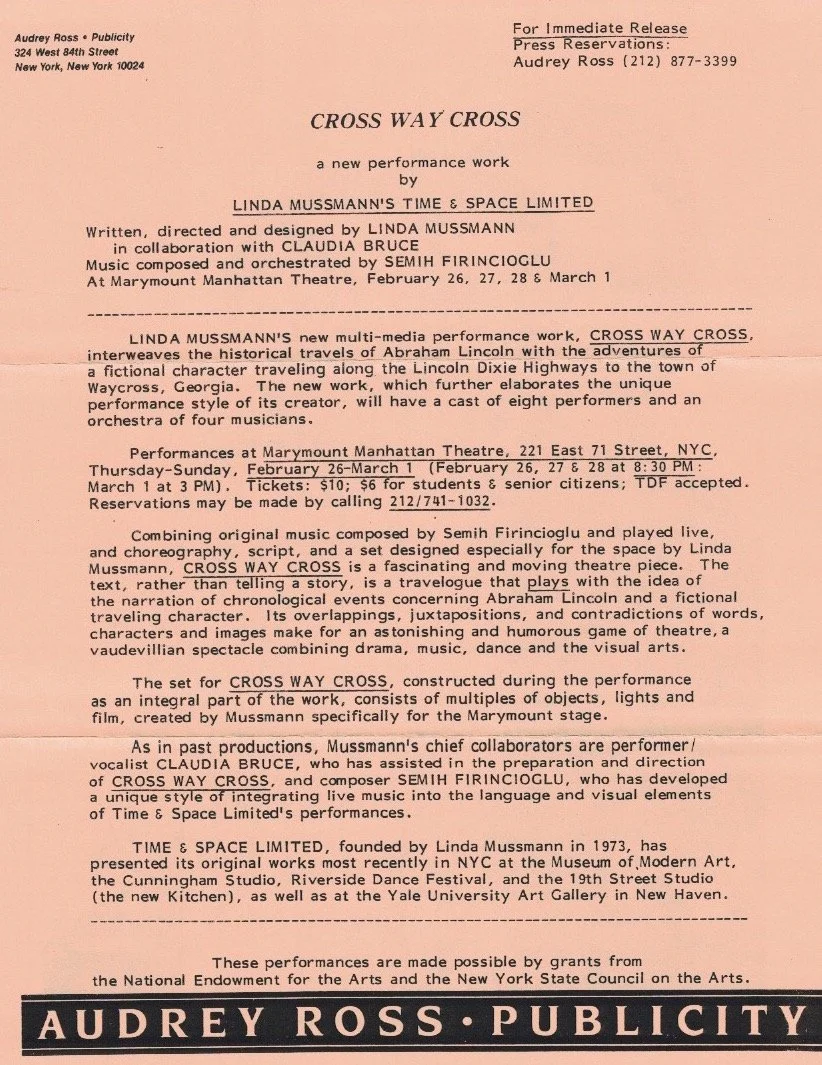 Audrey Ross • Publicity
324 West 84th Street
New York, New York 10024
For Immediate Release
Press Reservations:
Audrey Ross (212) 877-3399
CROSS WAY CROSS
a new performance work
by
LINDA MUSSMANN'S TIME & SPACE LIMITED
Written, directed and designed by LINDA MUSSMANN
in collaboration with CLAUDIA BRUCE
Music composed and orchestrated by SEMIH FIRINCIOGLU
At Marymount Manhattan Theatre, February 26, 27, 28 & March 1
LINDA MUSSMANN'S new multi-media performance work, CROSS WAY CROSS,
interweaves the historical travels of Abraham Lincoln with the adventures of
a fictional character traveling along the Lincoln Dixie Highways to the town of
Waycross, Georgia. The new work, which further elaborates the unique
performance style of its creator, will have a cast of eight performers and an
orchestra of four musicians.
Performances at Marymount Manhattan Theatre, 221 East 71 Street, NYC,
Thursday-Sunday, February 26-March 1 (February 26, 27 & 28 at 8:30 PM:
March 1 at 3 PM). Tickets: $10; $6 for students & senior citizens; TDF accepted.
Reservations may be made by calling 212/741-1032.
Combining original music composed by Semih Firincioglu and played live,
and choreography, script, and a set designed especially for the space by Linda
Mussmann, CROSS WAY CROSS is a fascinating and moving theatre piece. The
text, rather than telling a story, is a travelogue that plays with the idea of
the narration of chronological events concerning Abraham Lincoln and a fictional
traveling character. Its overlappings, juxtapositions, and contradictions of words,
characters and images make for an astonishing and humorous game of theatre, a
vaudevillian spectacle combining drama, music, dance and the visual arts.
The set for CROSS WAY CROSS, constructed during the performance
as an integral part of the work, consists of multiples of objects, lights and
film, created by Mussmann specifically for the Marymount stage.
As in past productions, Mussmann's chief collaborators are performer/
vocalist CLAUDIA BRUCE, who has assisted in the preparation and direction
of CROSS WAY CROSS, and composer SEMIH FIRINCIOGLU, who has developed
a unique style of integrating live music into the language and visual elements
of Time & Space Limited's performances.
TIME & SPACE LIMITED, founded by Linda Mussmann in 1973, has
presented its original works most recently in NYC at the Museum of Modern Art,
the Cunningham Studio, Riverside Dance Festival, and the 19th Street Studio
(the new Kitchen), as well as at the Yale University Art Gallery in New Haven.
These performances are made possible by grants from
the National Endowment for the Arts and the New York State Council on the Arts.
AUDREY ROSS • PUBLICITY